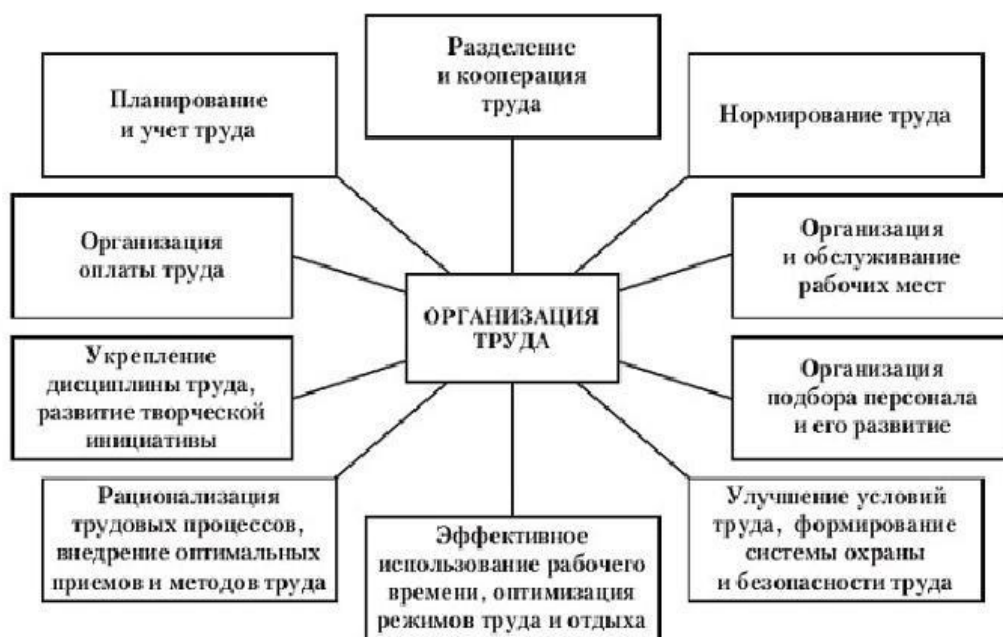 Разделение
и кооперация
труда
Планирование
и учет труда
Нормирование труда
Организация
оплаты труда
Организация
и обслуживание
рабочих мест
ОРГАНИЗАЦИЯ
ТРУДА
Укрепление
дисциплины труда,
развитие творческой
инициативы
Организация
подбора персонала
и его развитие
Рационализация
трудовых процессов,
внедрение оптимальных
приемов и методов труда
Эффективное
использование рабочего
времени, оптимизация
режимов труда и отдыха
Улучшение условий
труда, формирование
системы охраны
и безопасности труда